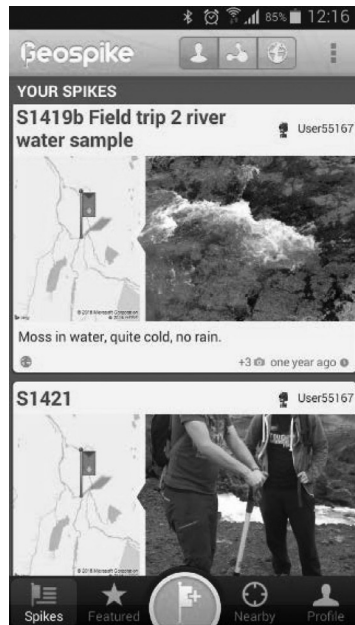 85% 12:16
Geospike
YOUR SPIKES
S1419b Field trip 2 river
water sample
User55167
Moss in water, quite cold, no rain.
+3 one year ago
S1421
User55167
Spikes Featured Nearby Profile